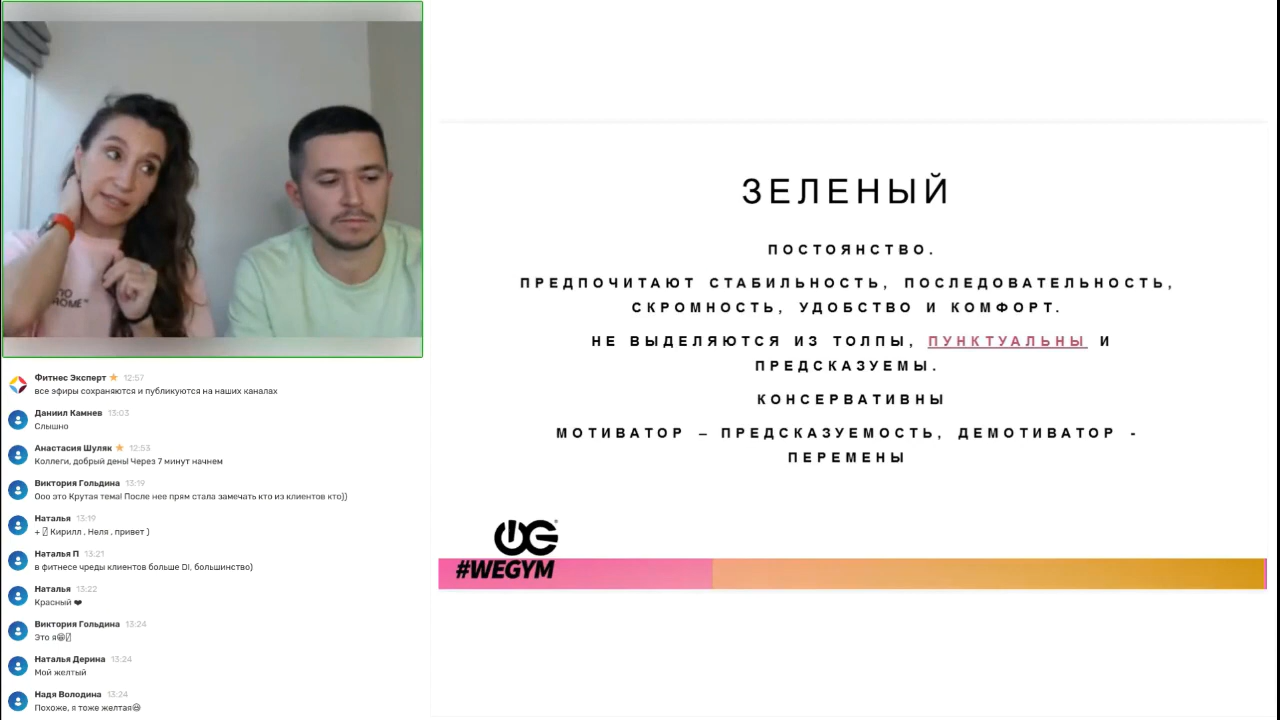 ЗЕЛЕНЫЙ
ПОСТОЯНСТВО.
ПРЕДПОЧИТАЮТ СТАБИЛЬНОСТЬ, ПОСЛЕДОВАТЕЛЬНОСТЬ,
СКРОМНОСТЬ, УДОБСТВО И КОМФОРТ.
НЕ ВЫДЕЛЯЮТСЯ ИЗ ТОЛПЫ, ПУНКТУАЛЬНЫ И
ПРЕДСКАЗУЕМЫ.
КОНСЕРВАТИВНЫ
МОТИВАТОР – ПРЕДСКАЗУЕМОСТЬ, ДЕМОТИВАТОР -
ПЕРЕМЕНЫ
#WEGYM
Фитнес Эксперт 12:57
все эфиры сохраняются и публикуются на наших каналах
Даниил Камнев 13:03
Слышно
Анастасия Шуляк 12:53
Коллеги, добрый день! Через 7 минут начнем
Виктория Гольдина 13:19
Ооо это Крутая тема! После нее прям стала замечать кто из клиентов кто))
Наталья 13:19
+ Кирилл , Неля , привет )
Наталья П 13:21
в фитнесе чреды клиентов больше DI, большинство)
Наталья 13:22
Красный ❤
Виктория Гольдина 13:24
Это я😁
Наталья Дерина 13:24
Мой желтый
Надя Володина 13:24
Похоже, я тоже желтая😆